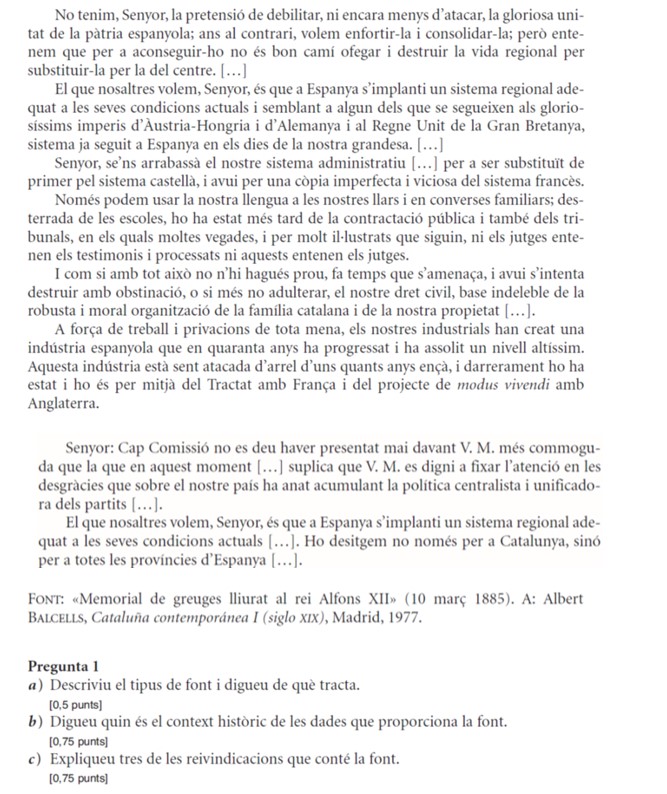 No tenim, Senyor, la pretensió de debilitar, ni encara menys d’atacar, la gloriosa uni-
tat de la pàtria espanyola; ans al contrari, volem enfortir-la i consolidar-la; però ente-
nem que per a aconseguir-ho no és bon camí ofegar i destruir la vida regional per
substituir-la per la del centre. […]
El que nosaltres volem, Senyor, és que a Espanya s’implanti un sistema regional ade-
quat a les seves condicions actuals i semblant a algun dels que se segueixen als glorio-
síssims imperis d’Àustria-Hongria i d’Alemanya i al Regne Unit de la Gran Bretanya,
sistema ja seguit a Espanya en els dies de la nostra grandesa. […]
Senyor, se’ns arrabassà el nostre sistema administratiu […] per a ser substituït de
primer pel sistema castellà, i avui per una còpia imperfecta i viciosa del sistema francès.
Només podem usar la nostra llengua a les nostres llars i en converses familiars; des-
terrada de les escoles, ho ha estat més tard de la contractació pública i també dels tri-
bunals, en els quals moltes vegades, i per molt il·lustrats que siguin, ni els jutges ente-
nen els testimonis i processats ni aquests entenen els jutges.
I com si amb tot això no n’hi hagués prou, fa temps que s’amenaça, i avui s’intenta
destruir amb obstinació, o si més no adulterar, el nostre dret civil, base indeleble de la
robusta i moral organització de la família catalana i de la nostra propietat […].
A força de treball i privacions de tota mena, els nostres industrials han creat una
indústria espanyola que en quaranta anys ha progressat i ha assolit un nivell altíssim.
Aquesta indústria està sent atacada d’arrel d’uns quants anys ençà, i darrerament ho ha
estat i ho és per mitjà del Tractat amb França i del projecte de modus vivendi amb
Anglaterra.
Senyor: Cap Comissió no es deu haver presentat mai davant V. M. més commogu-
da que la que en aquest moment […] suplica que V. M. es digni a fixar l’atenció en les
desgràcies que sobre el nostre país ha anat acumulant la política centralista i unificado-
ra dels partits […].
El que nosaltres volem, Senyor, és que a Espanya s’implanti un sistema regional ade-
quat a les seves condicions actuals […]. Ho desitgem no només per a Catalunya, sinó
per a totes les províncies d’Espanya […].
FONT: «Memorial de greuges lliurat al rei Alfons XII» (10 març 1885). A: Albert
BALCELLS, Cataluña contemporánea I (siglo XIX), Madrid, 1977.
Pregunta 1
a) Descriviu el tipus de font i digueu de què tracta.
[0,5 punts]
b) Digueu quin és el context històric de les dades que proporciona la font.
[0,75 punts]
c) Expliqueu tres de les reivindicacions que conté la font.
[0,75 punts]